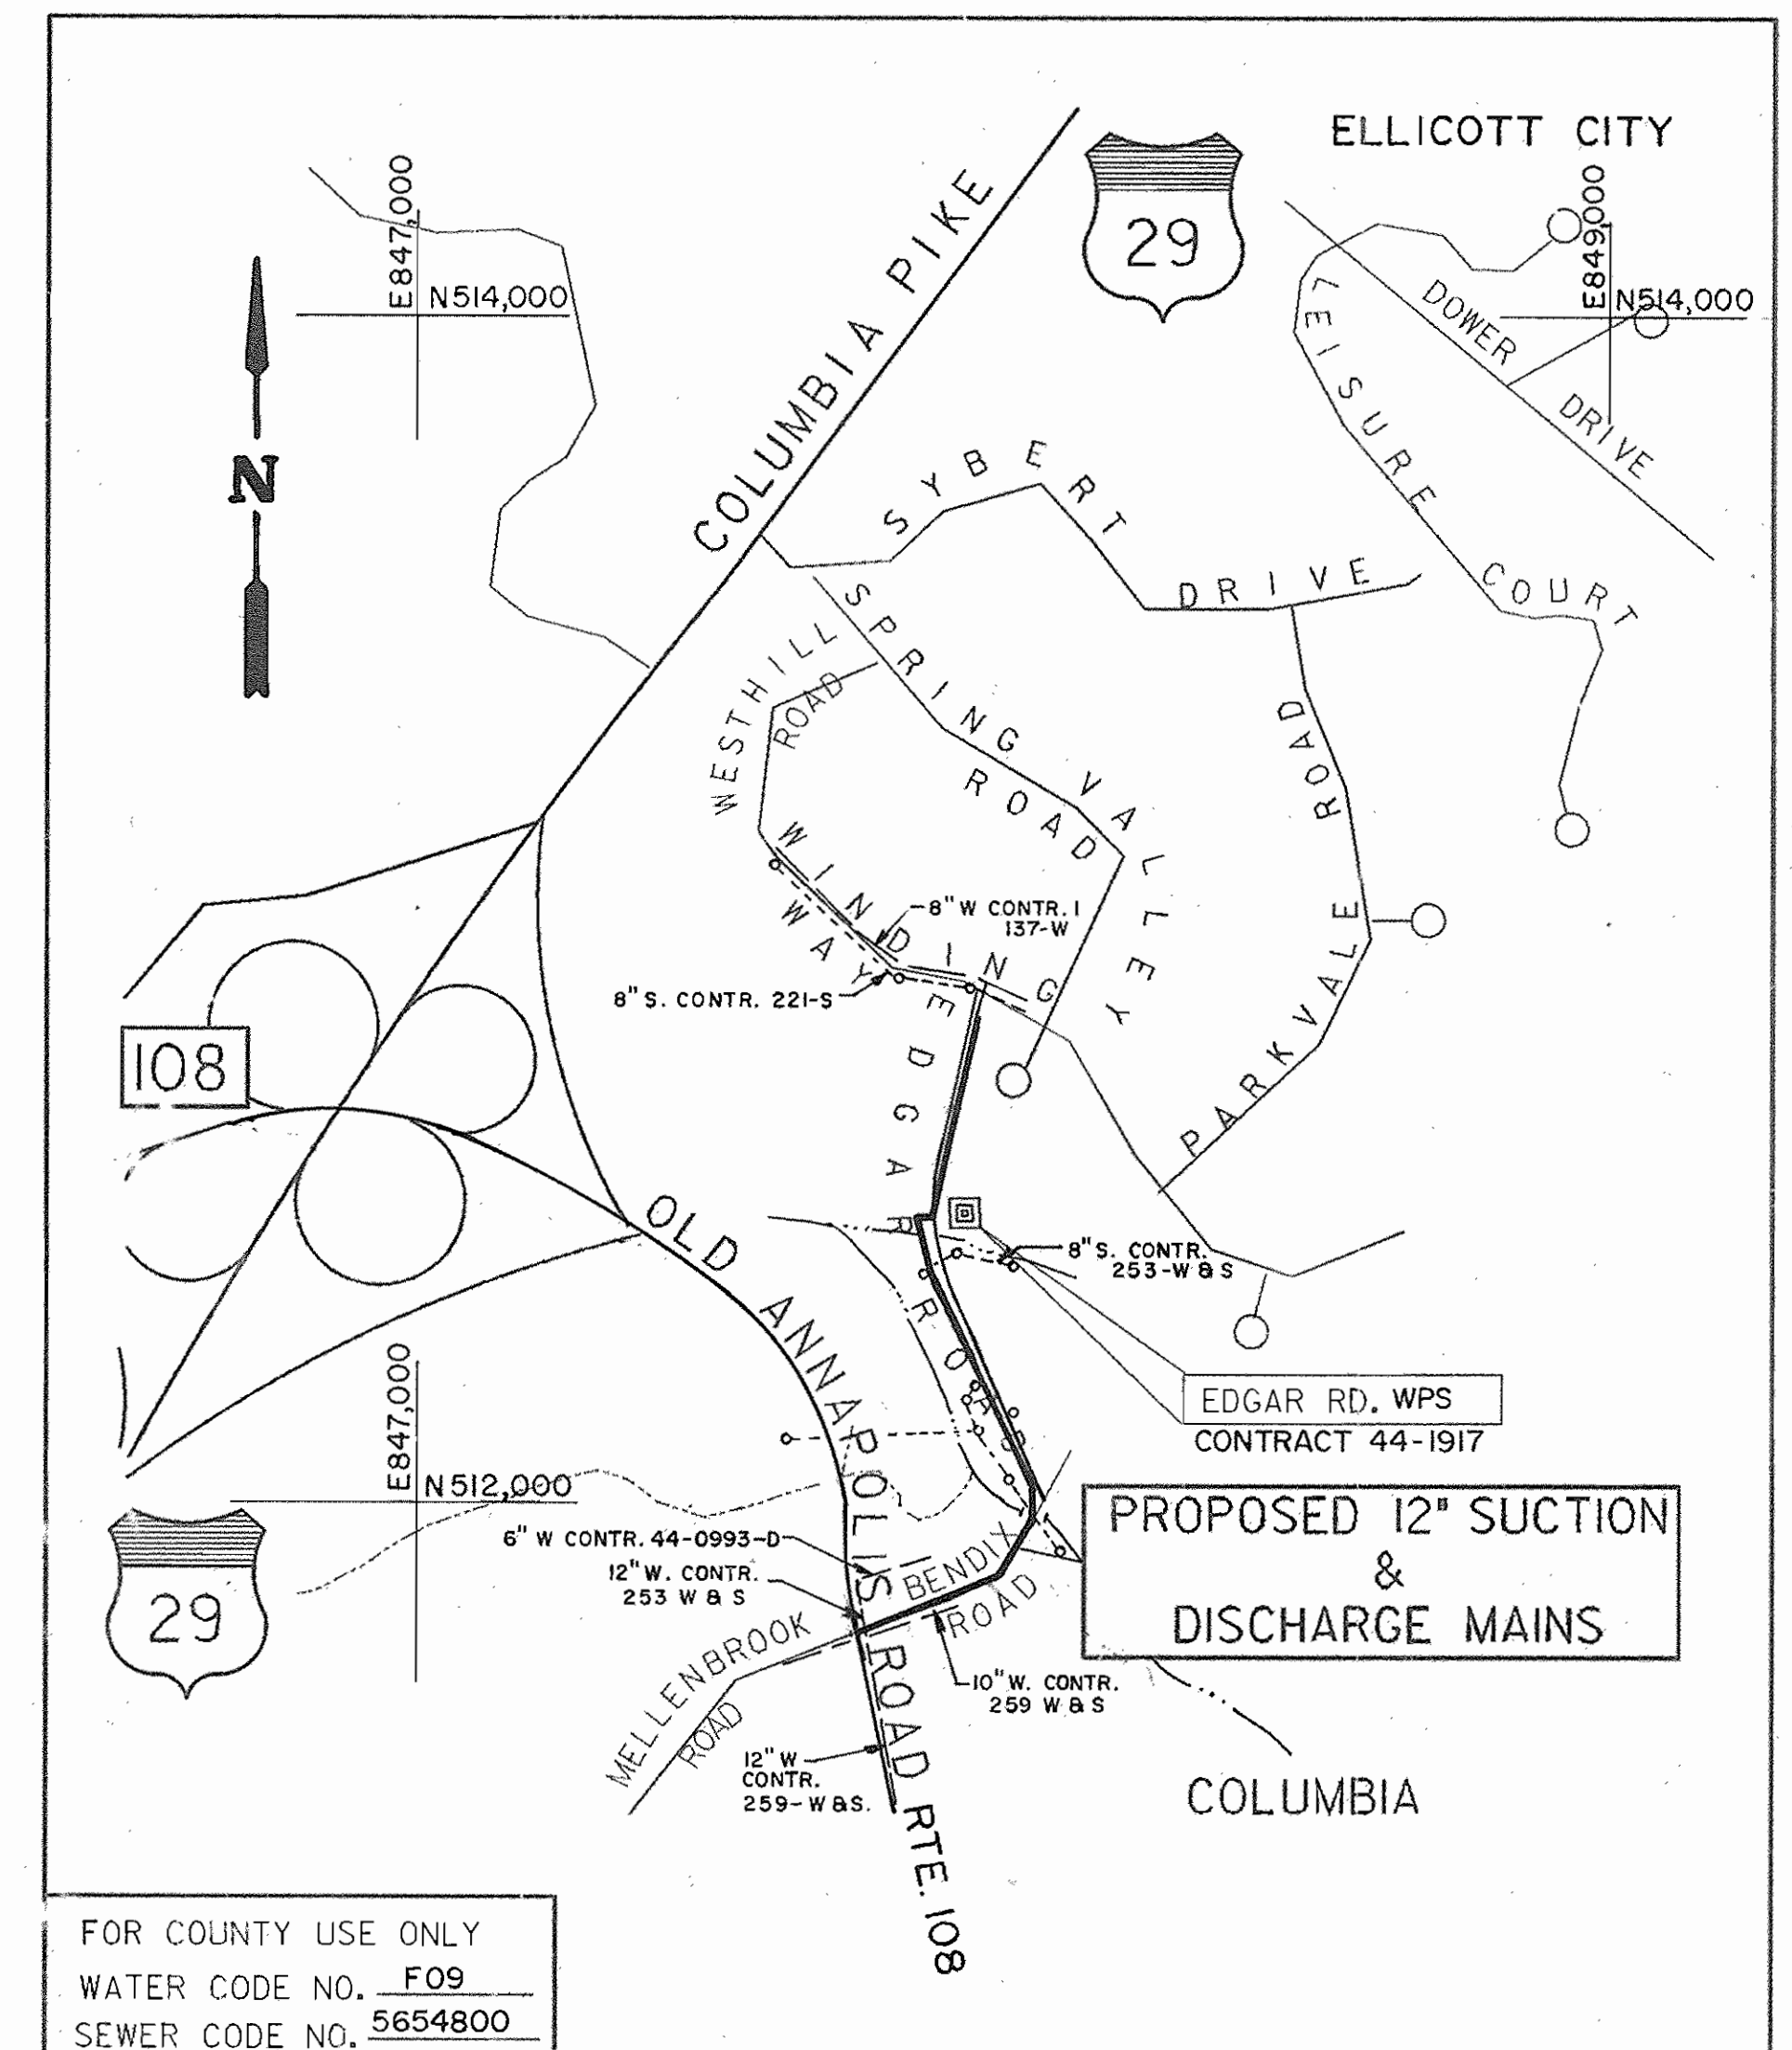 ELLICOTT CITY
29
E847,000
N514,000
E849,000
N514,000
COLUMBIA PIKE
N
DOWER DRIVE
LEISURE COURT
SYBERT DRIVE
SPRING VALLEY
ROAD
WESTHILL
ROAD
WINDING
WAY
8" W CONTR. 1
137-W
8" S. CONTR. 221-S
PARKVALE ROAD
EDGAR ROAD
108
OLD ANNAPOLIS ROAD RTE. 108
8" S. CONTR.
253-W & S
EDGAR RD. WPS
CONTRACT 44-1917
E847,000
N512,000
29
PROPOSED 12" SUCTION
&
DISCHARGE MAINS
6" W CONTR. 44-0993-D
12" W. CONTR.
253 W & S
BENDIX
ROAD
MELLENBROOK
ROAD
10" W. CONTR.
259 W & S
12" W
CONTR.
259-W & S.
COLUMBIA
FOR COUNTY USE ONLY
WATER CODE NO. F09
SEWER CODE NO. 5654800